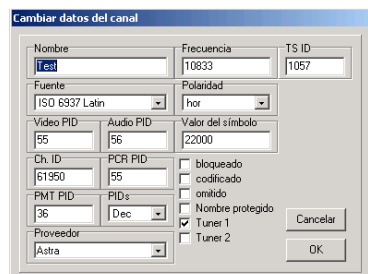 Cambiar datos del canal
Nombre
Frecuencia
TS ID
Test
10833
1057
Fuente
Polaridad
ISO 6937 Latin
hor
Video PID
Audio PID
Valor del símbolo
55
56
22000
Ch. ID
PCR PID
bloqueado
61950
55
codificado
omitido
PMT PID
PIDs
Nombre protegido
36
Dec
Tuner 1
Cancelar
Proveedor
Tuner 2
Astra
OK